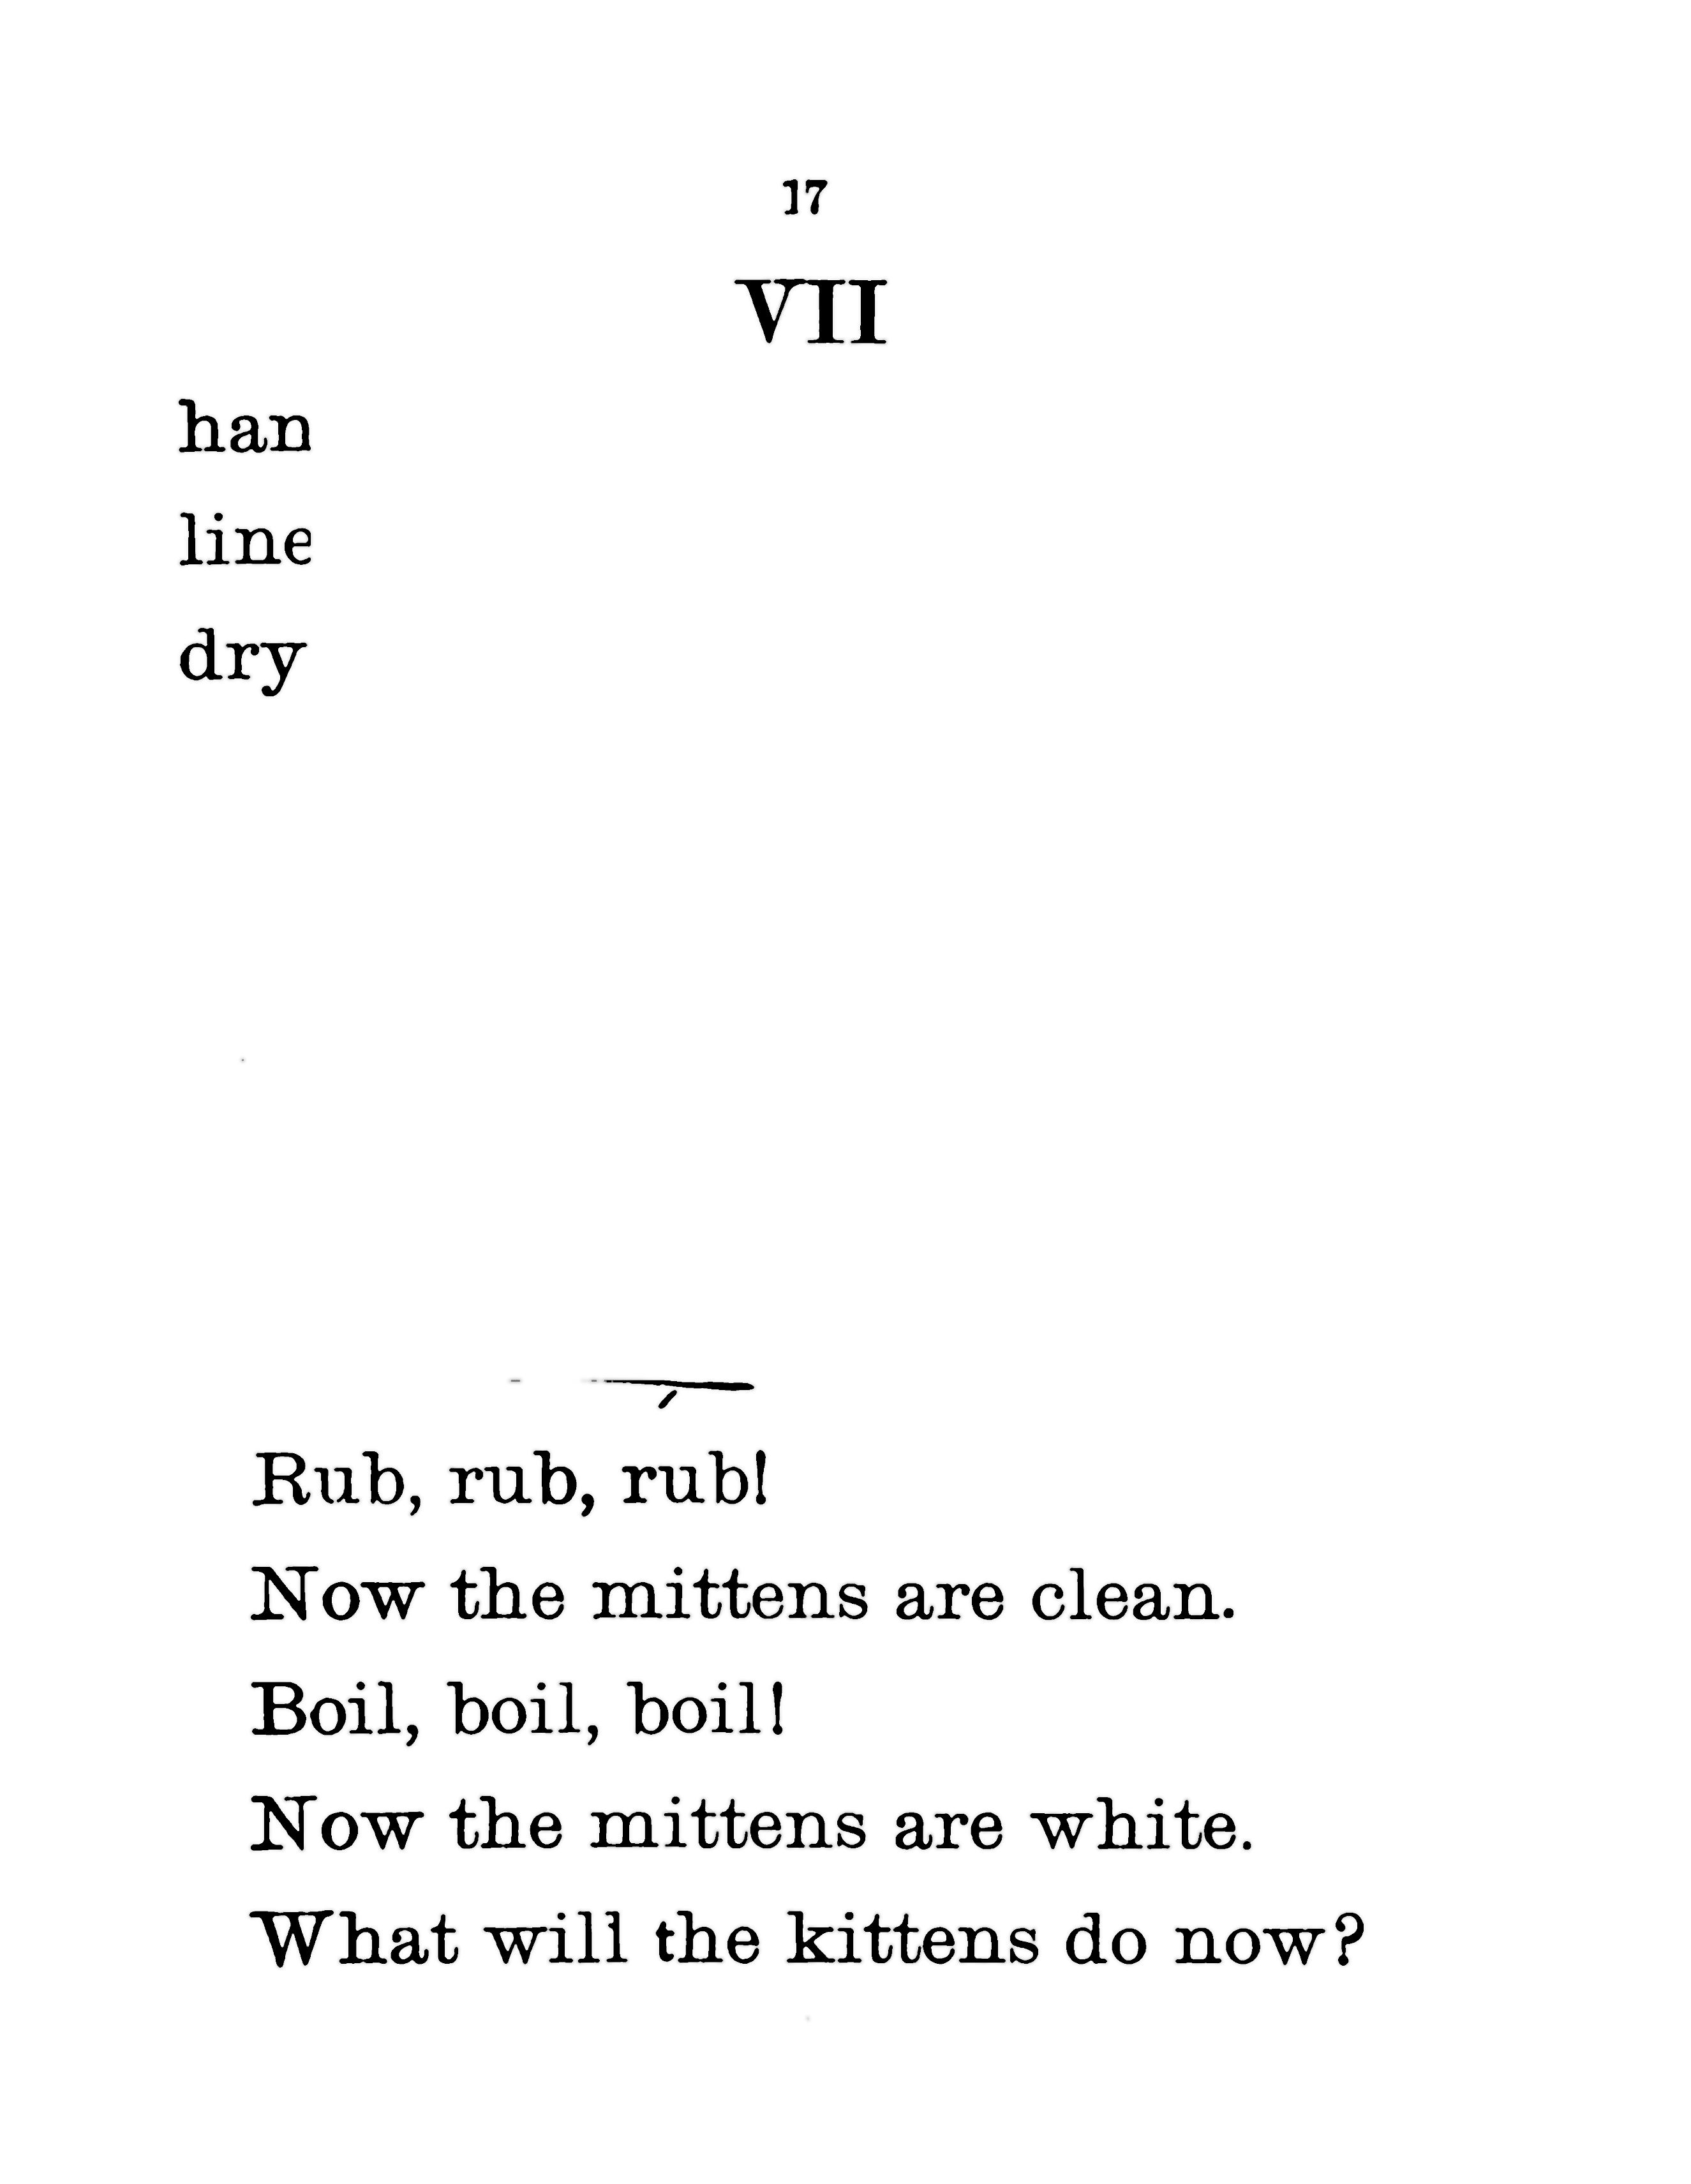 17
VII
han
line
dry
Rub, rub, rub!
Now the mittens are clean.
Boil, boil, boil!
Now the mittens are white.
What will the kittens do now?